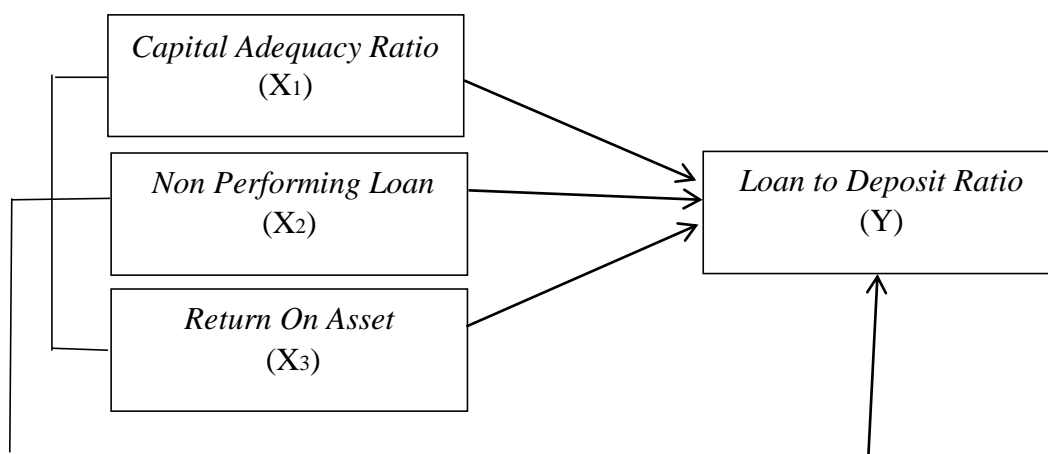 Capital Adequacy Ratio
(X1)
Non Performing Loan
(X2)
Return On Asset
(X3)
Loan to Deposit Ratio
(Y)